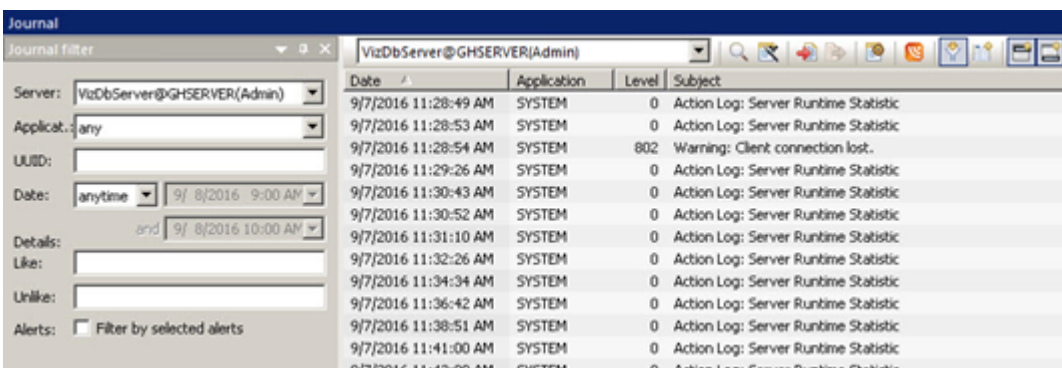 Journal
Journal filter
Server: VizDbServer@GHSERVER(Admin)
Applicat.: any
UUID:
Date: anytime 9/ 8/2016 9:00 AM
and 9/ 8/2016 10:00 AM
Details:
Like:
Unlike:
Alerts: Filter by selected alerts
VizDbServer@GHSERVER(Admin)
Date Application Level Subject
9/7/2016 11:28:49 AM SYSTEM 0 Action Log: Server Runtime Statistic
9/7/2016 11:28:53 AM SYSTEM 0 Action Log: Server Runtime Statistic
9/7/2016 11:28:54 AM SYSTEM 802 Warning: Client connection lost.
9/7/2016 11:29:26 AM SYSTEM 0 Action Log: Server Runtime Statistic
9/7/2016 11:30:43 AM SYSTEM 0 Action Log: Server Runtime Statistic
9/7/2016 11:30:52 AM SYSTEM 0 Action Log: Server Runtime Statistic
9/7/2016 11:31:10 AM SYSTEM 0 Action Log: Server Runtime Statistic
9/7/2016 11:32:26 AM SYSTEM 0 Action Log: Server Runtime Statistic
9/7/2016 11:34:34 AM SYSTEM 0 Action Log: Server Runtime Statistic
9/7/2016 11:36:42 AM SYSTEM 0 Action Log: Server Runtime Statistic
9/7/2016 11:38:51 AM SYSTEM 0 Action Log: Server Runtime Statistic
9/7/2016 11:41:00 AM SYSTEM 0 Action Log: Server Runtime Statistic